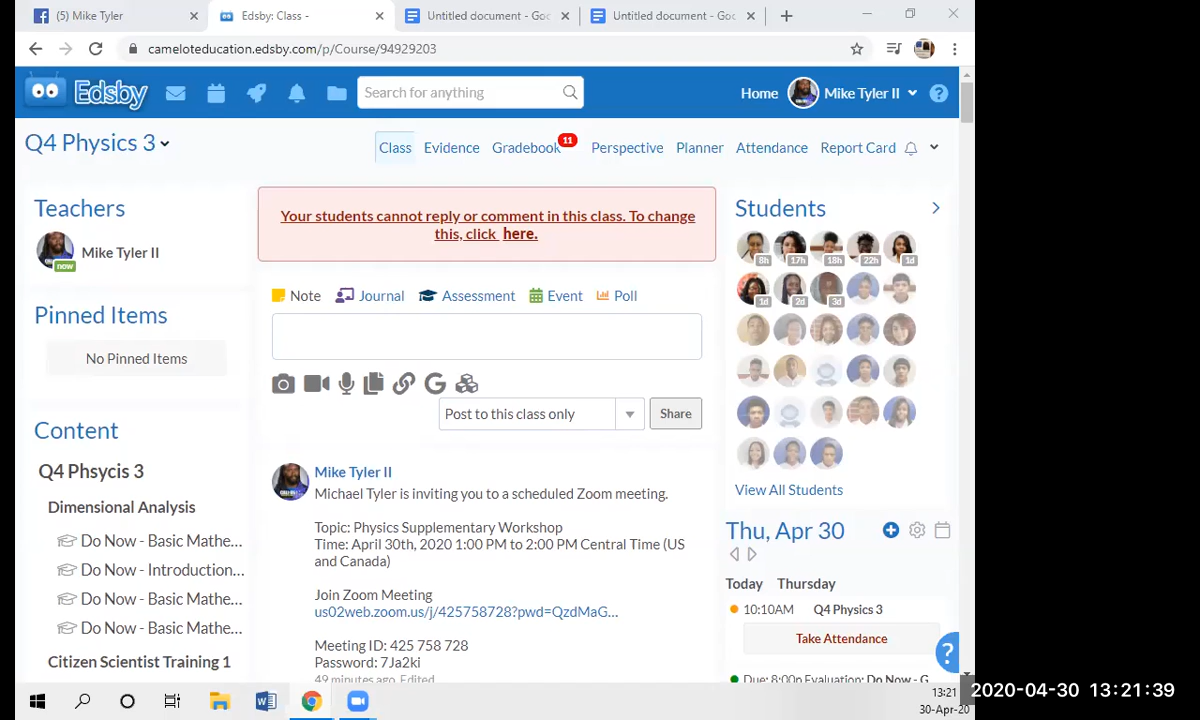 (5) Mike Tyler
Edsby: Class -
Untitled document - Goo
Untitled document - Goo
cameloteducation.edsby.com/p/Course/94929203
Edsby
Search for anything
Home
Mike Tyler II
Q4 Physics 3
Class
Evidence
Gradebook
11
Perspective
Planner
Attendance
Report Card
Teachers
Mike Tyler II
now
Pinned Items
No Pinned Items
Content
Q4 Phsycis 3
Dimensional Analysis
Do Now - Basic Mathe...
Do Now - Introduction...
Do Now - Basic Mathe...
Do Now - Basic Mathe...
Citizen Scientist Training 1
Your students cannot reply or comment in this class. To change
this, click here.
Note
Journal
Assessment
Event
Poll
Post to this class only
Share
Mike Tyler II
Michael Tyler is inviting you to a scheduled Zoom meeting.
Topic: Physics Supplementary Workshop
Time: April 30th, 2020 1:00 PM to 2:00 PM Central Time (US
and Canada)
Join Zoom Meeting
us02web.zoom.us/j/425758728?pwd=QzdMaG...
Meeting ID: 425 758 728
Password: 7Ja2ki
49 minutes ago, Edited
Students
8h 17h 18h 22h 1d
1d 2d 3d
View All Students
Thu, Apr 30
Today Thursday
10:10AM Q4 Physics 3
Take Attendance
Due: 8:00p Evaluation: Do Now - G
?
13:21
30-Apr-20
2020-04-30 13:21:39